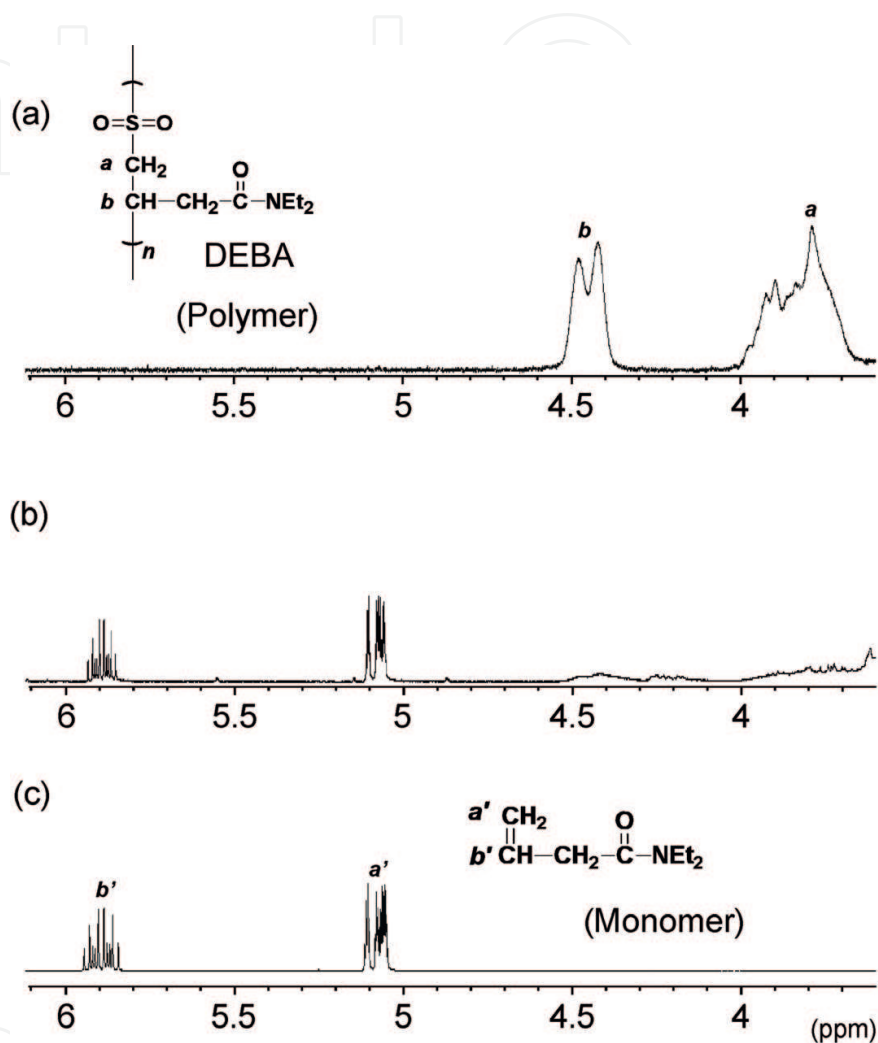 (a)
O=S=O
a CH2
O
b CH–CH2–C–NEt2
n
DEBA
(Polymer)
b
a
6 5.5 5 4.5 4
(b)
6 5.5 5 4.5 4
(c)
a' CH2
O
b' CH–CH2–C–NEt2
(Monomer)
b’
a’
6 5.5 5 4.5 4
(ppm)